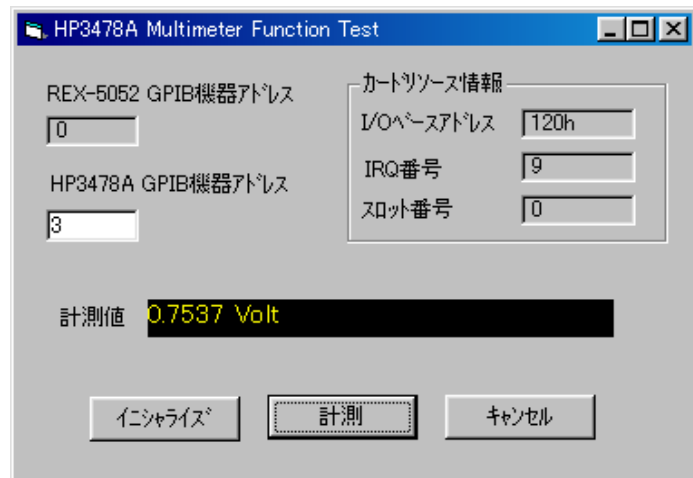 HP3478A Multimeter Function Test
REX-5052 GPIB機器ｱﾄﾞﾚｽ
0
HP3478A GPIB機器ｱﾄﾞﾚｽ
3
ｶｰﾄﾞﾘｿｰｽ情報
I/Oﾍﾞｰｽｱﾄﾞﾚｽ
120h
IRQ番号
9
ｽﾛｯﾄ番号
0
計測値
0.7537 Volt
ｲﾆｼｬﾗｲｽﾞ
計測
ｷｬﾝｾﾙ